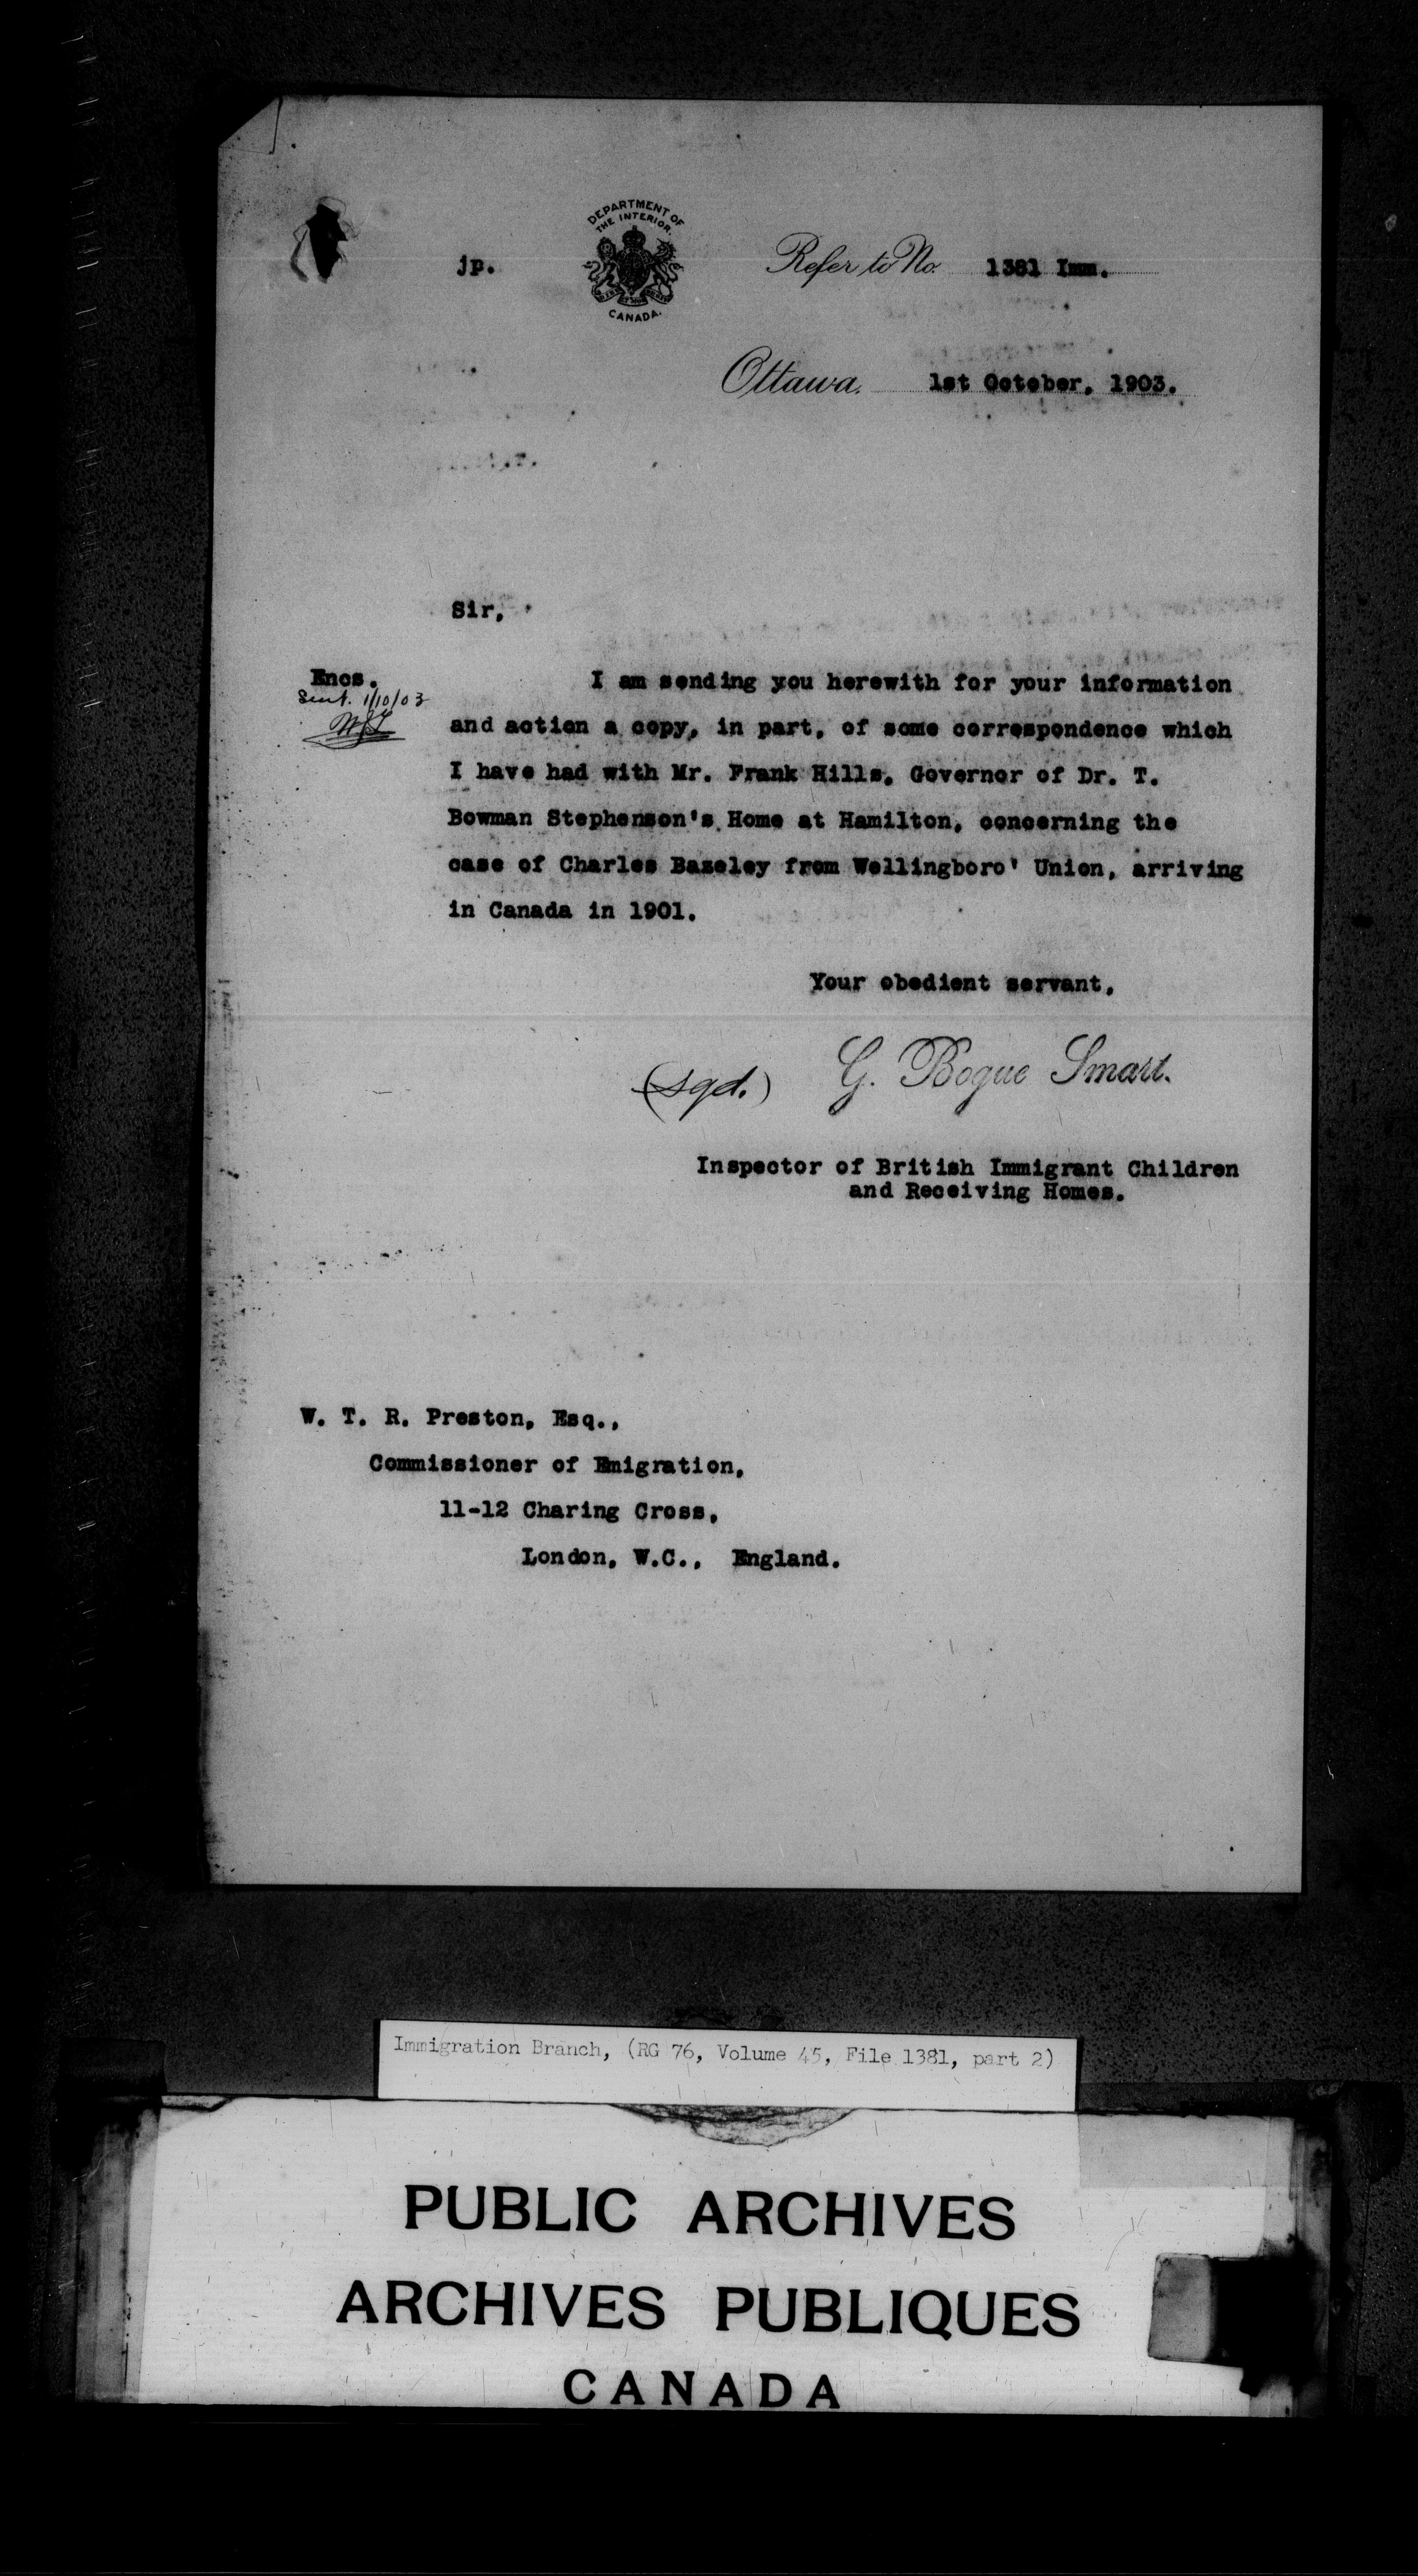 DEPARTMENT OF
THE INTERIOR.
CANADA.
jp.
Refer to No. 1381 Imm.
Ottawa, 1st October, 1903.
Sir,
Encs.
Sent. 1/10/03
I am sending you herewith for your information
and action a copy, in part, of some correspondence which
I have had with Mr. Frank Hills, Governor of Dr. T.
Bowman Stephenson's Home at Hamilton, concerning the
case of Charles Bazeley from Wellingboro' Union, arriving
in Canada in 1901.
Your obedient servant,
(sgd.) G. Bogue Smart.
Inspector of British Immigrant Children
and Receiving Homes.
W. T. R. Preston, Esq.,
Commissioner of Emigration,
11-12 Charing Cross,
London, W.C., England.
Immigration Branch, (RG 76, Volume 45, File 1381, part 2)
PUBLIC ARCHIVES
ARCHIVES PUBLIQUES
CANADA